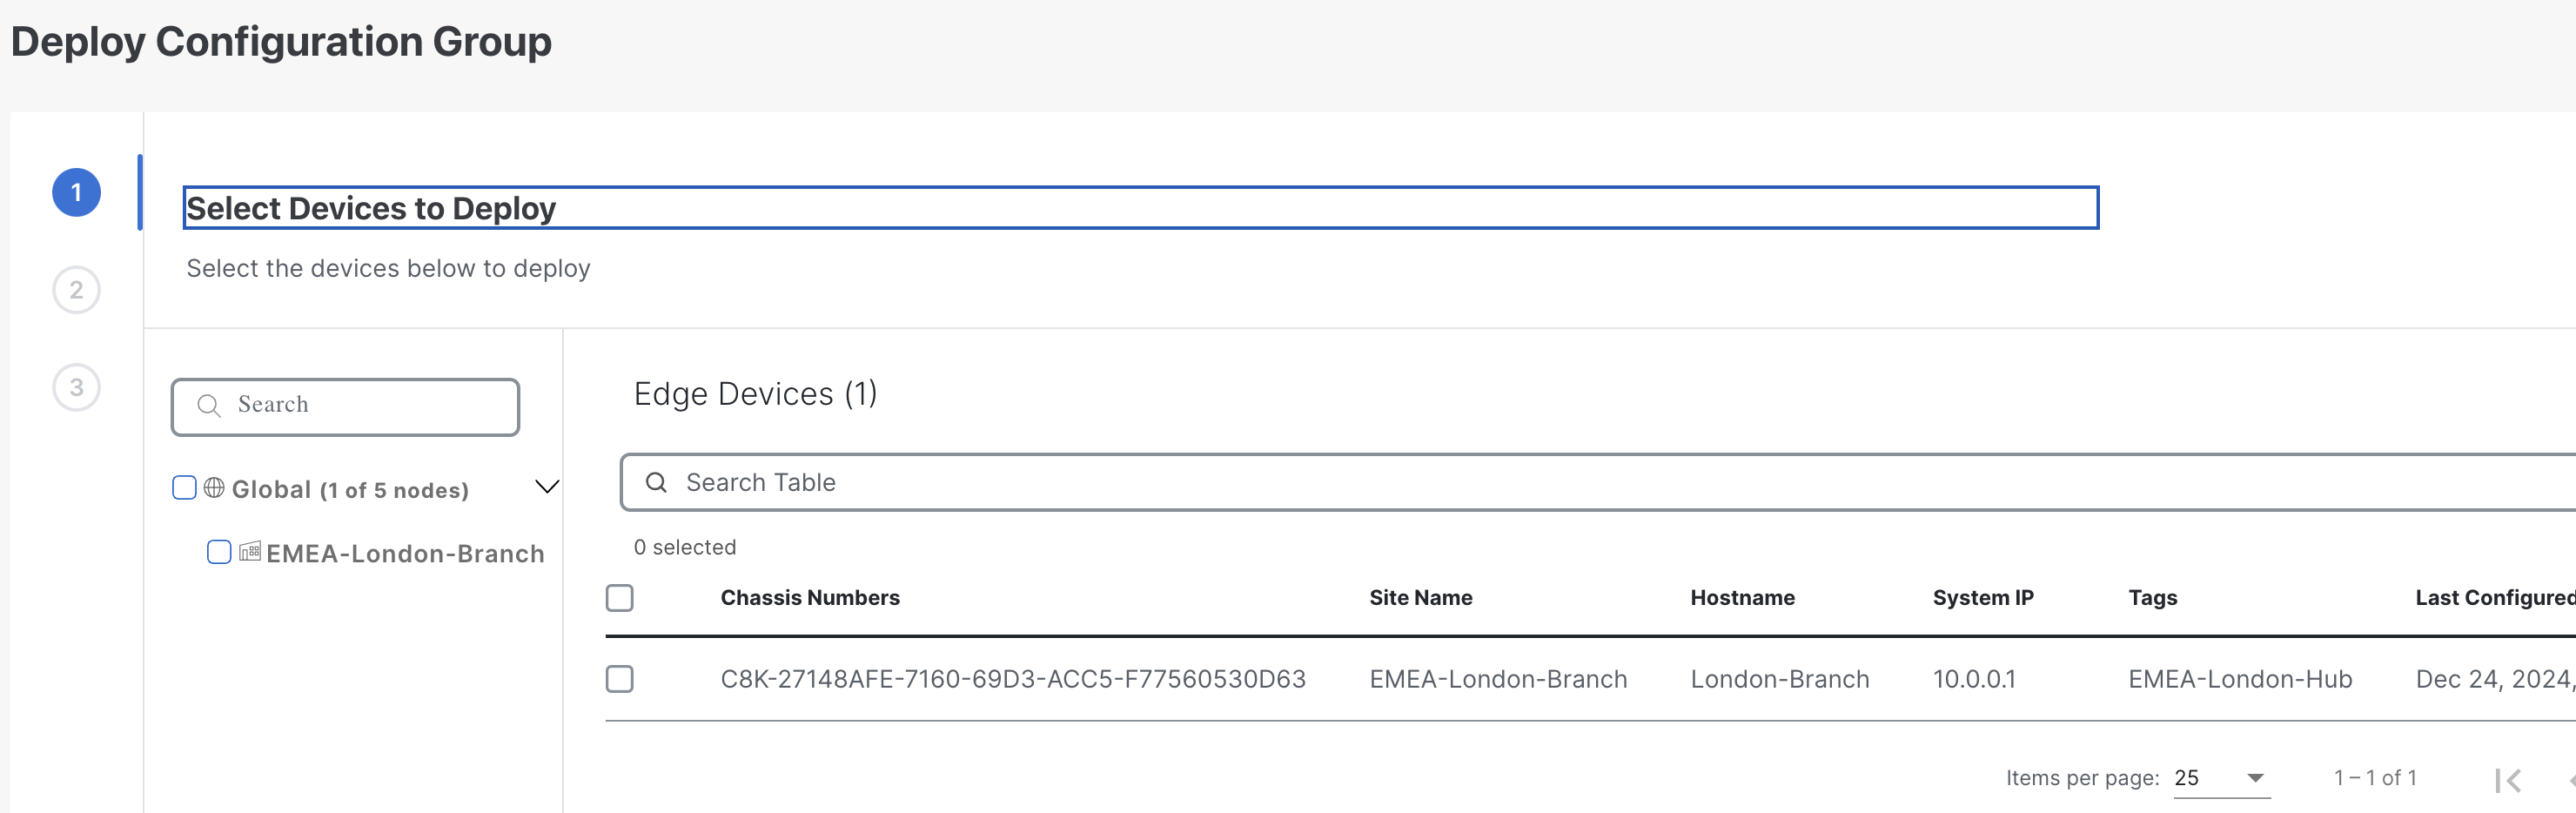 Deploy Configuration Group
1
Select Devices to Deploy
Select the devices below to deploy
2
3
Search
Global (1 of 5 nodes)
EMEA-London-Branch
Edge Devices (1)
Search Table
0 selected
Chassis Numbers Site Name Hostname System IP Tags Last Configured
C8K-27148AFE-7160-69D3-ACC5-F77560530D63 EMEA-London-Branch London-Branch 10.0.0.1 EMEA-London-Hub Dec 24, 2024,
Items per page: 25 1 – 1 of 1